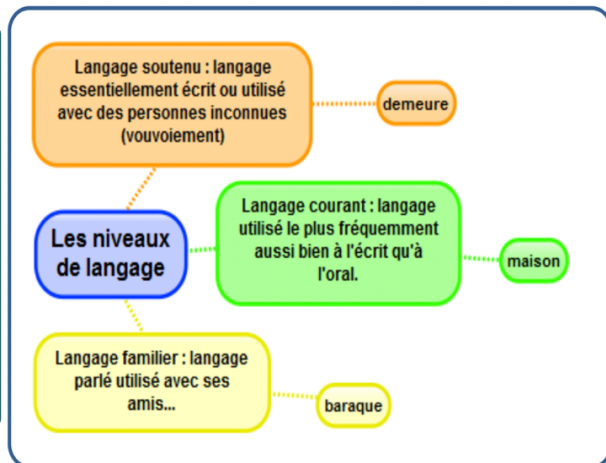 Langage soutenu : langage
essentiellement écrit ou utilisé
avec des personnes inconnues
(vouvoiement)
demeure
Les niveaux
de langage
Langage courant : langage
utilisé le plus fréquemment
aussi bien à l'écrit qu'à
l'oral.
maison
Langage familier : langage
parlé utilisé avec ses
amis...
baraque